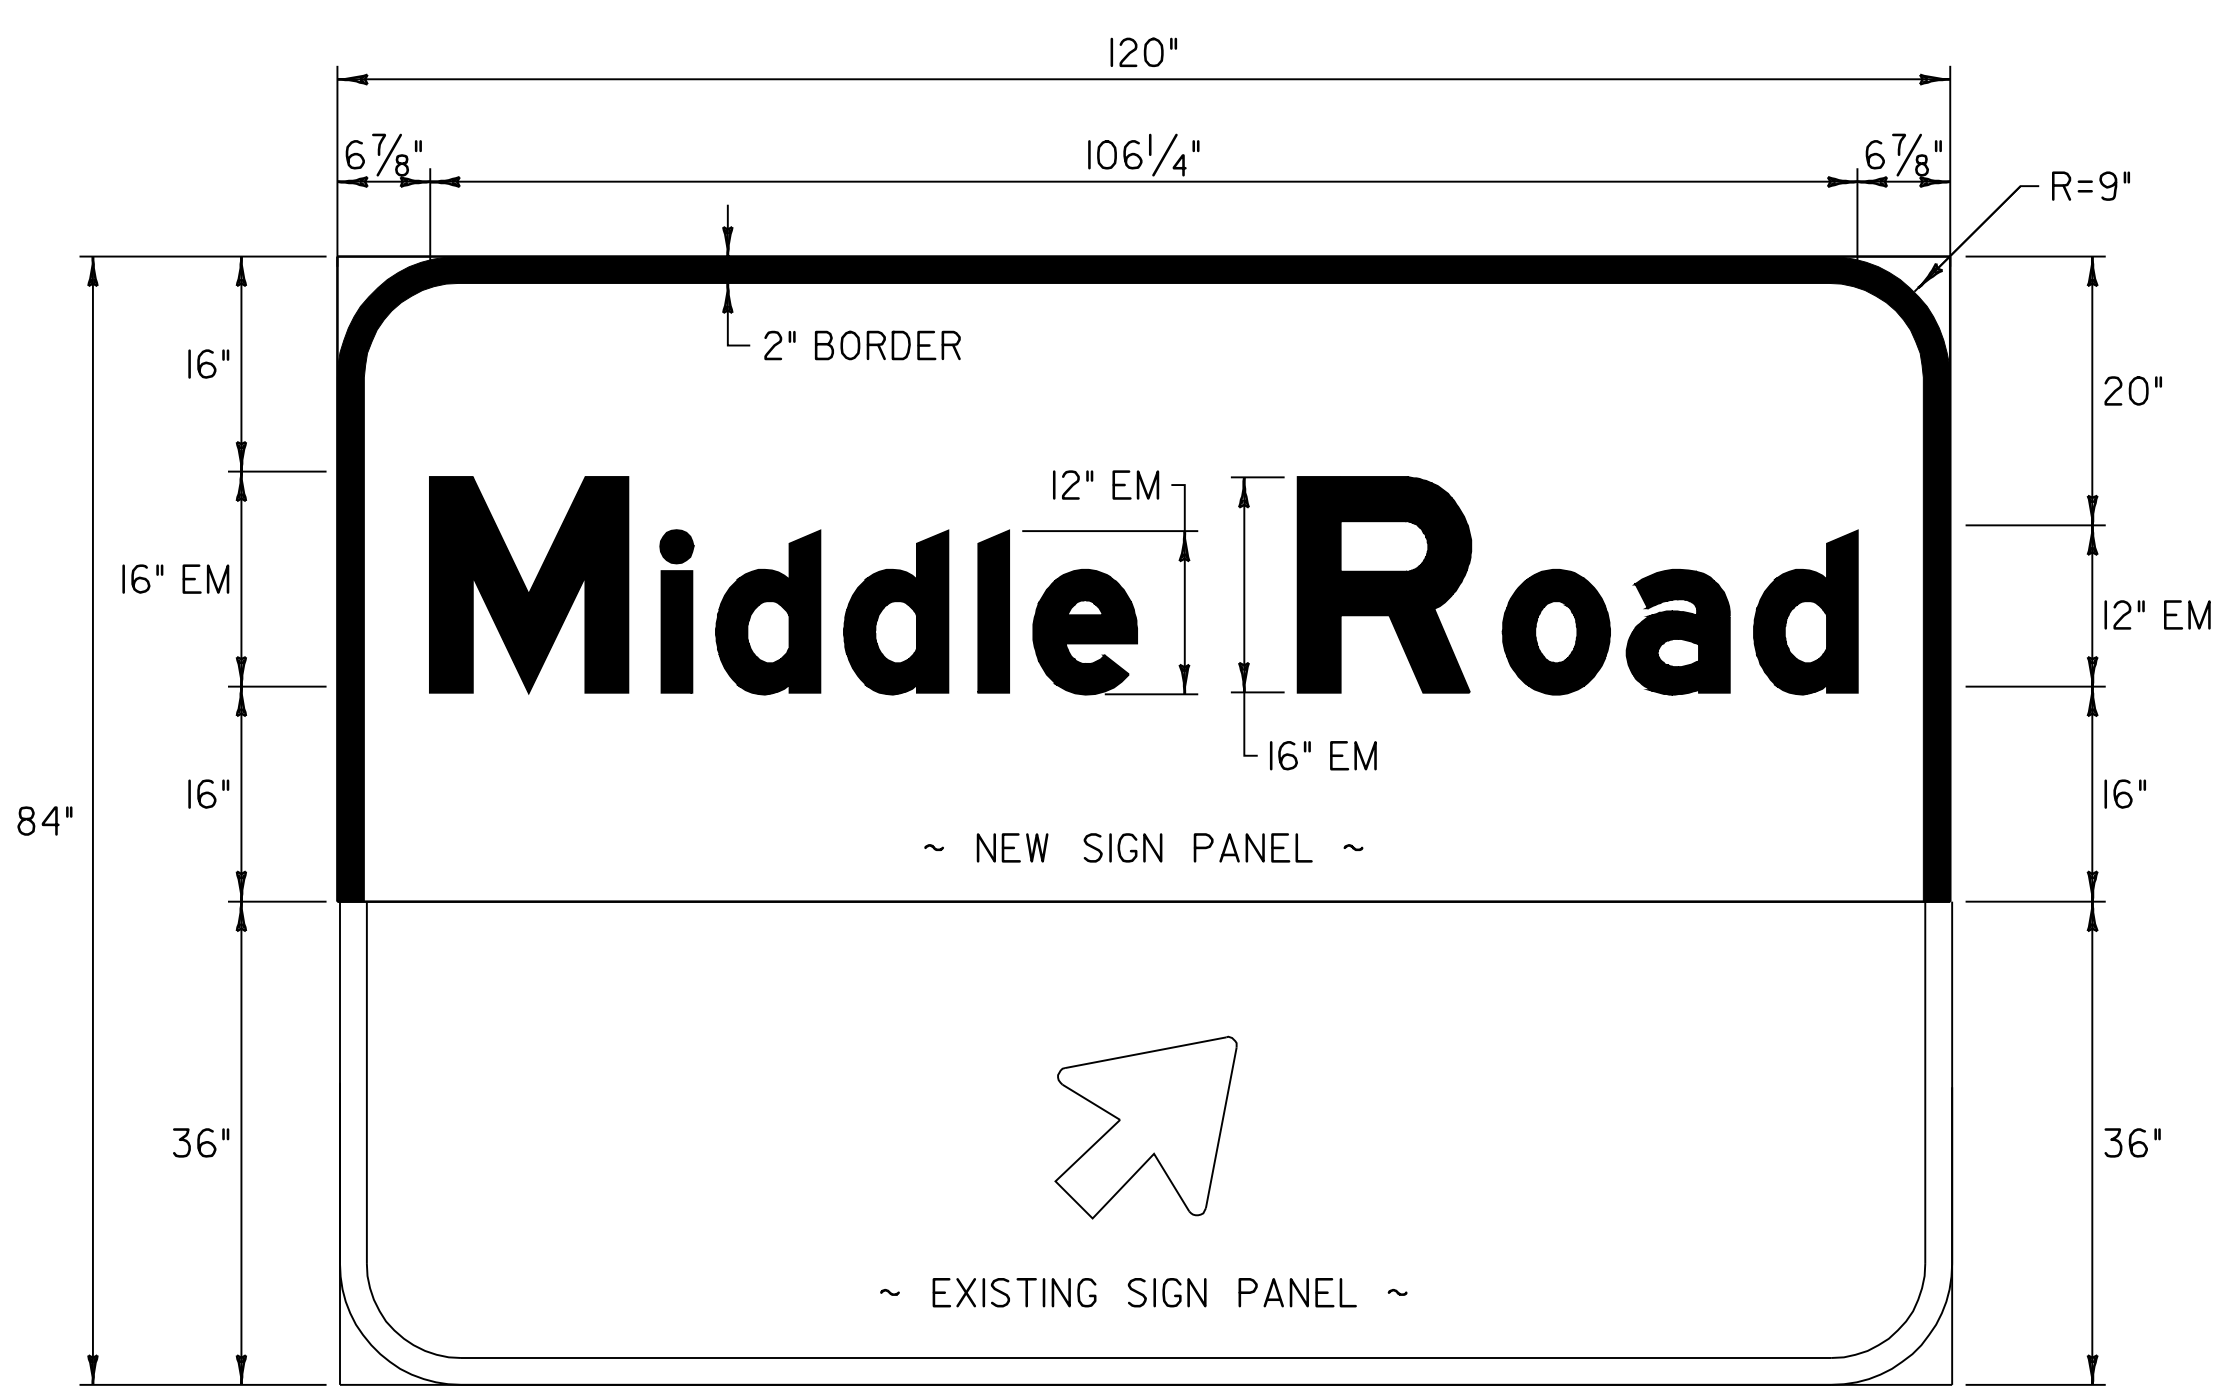 120"
6 7/8" 106 1/4" 6 7/8"
R=9"
2" BORDER
16"
20"
12" EM
Middle Road
16" EM
12" EM
16" EM
16"
16"
84"
~ NEW SIGN PANEL ~
36"
36"
~ EXISTING SIGN PANEL ~